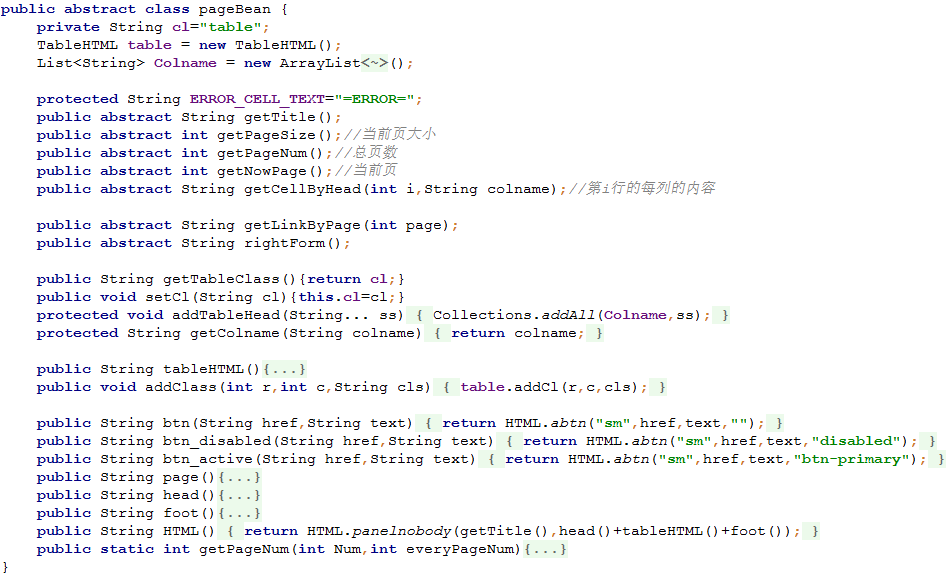 public abstract class pageBean {
private String cl="table";
TableHTML table = new TableHTML();
List<String> Colname = new ArrayList<~>();
protected String ERROR_CELL_TEXT="=ERROR=";
public abstract String getTitle();
public abstract int getPageSize();//当前页大小
public abstract int getPageNum();//总页数
public abstract int getNowPage();//当前页
public abstract String getCellByHead(int i,String colname);//第i行的每列的内容
public abstract String getLinkByPage(int page);
public abstract String rightForm();
public String getTableClass(){return cl;}
public void setCl(String cl){this.cl=cl;}
protected void addTableHead(String... ss) { Collections.addAll(Colname,ss); }
protected String getColname(String colname) { return colname; }
public String tableHTML(){...}
public void addClass(int r,int c,String cls) { table.addCl(r,c,cls); }
public String btn(String href,String text) { return HTML.abtn("sm",href,text,""); }
public String btn_disabled(String href,String text) { return HTML.abtn("sm",href,text,"disabled"); }
public String btn_active(String href,String text) { return HTML.abtn("sm",href,text,"btn-primary"); }
public String page(){...}
public String head(){...}
public String foot(){...}
public String HTML() { return HTML.panelnobody(getTitle(),head()+tableHTML()+foot()); }
public static int getPageNum(int Num,int everyPageNum){...}
}